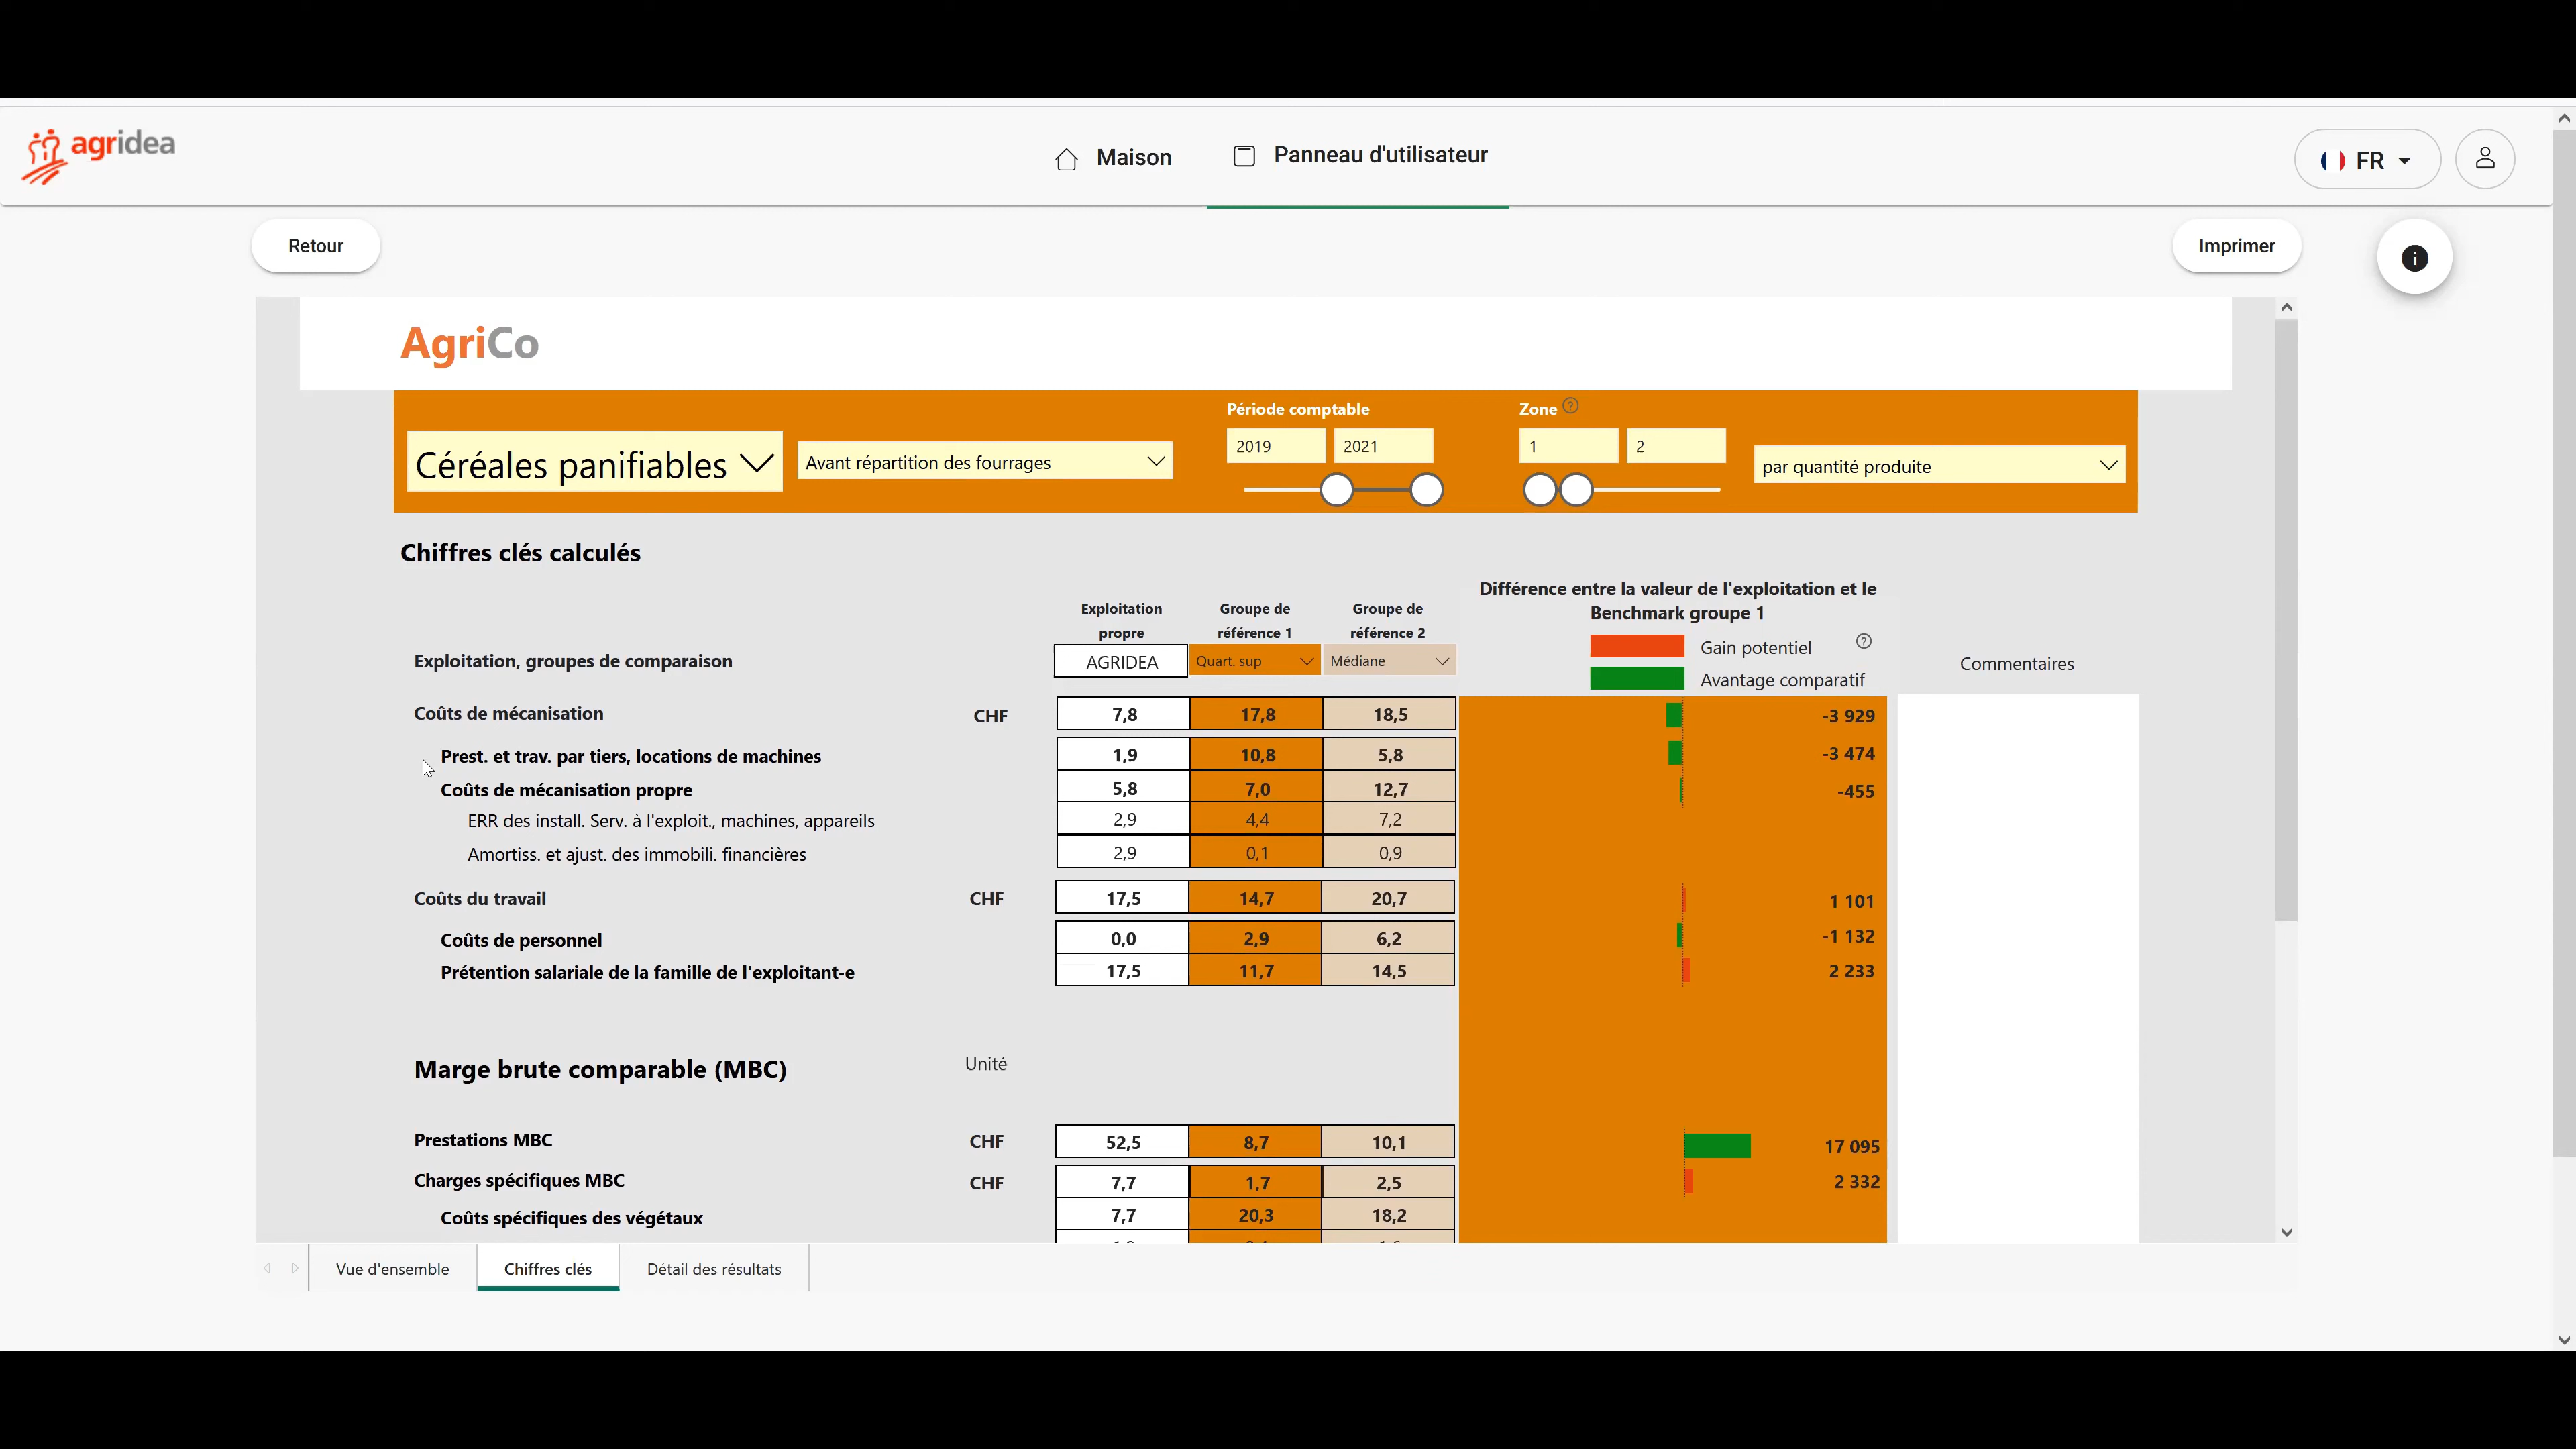 agridea
Maison
Panneau d'utilisateur
FR
Retour
Imprimer
AgriCo
Période comptable
Zone
Céréales panifiables
Avant répartition des fourrages
2019
2021
1
2
par quantité produite
Chiffres clés calculés
Différence entre la valeur de l'exploitation et le
Benchmark groupe 1
Exploitation propre
Groupe de référence 1
Groupe de référence 2
Gain potentiel
Exploitation, groupes de comparaison
AGRIDEA
Quart. sup
Médiane
Commentaires
Avantage comparatif
Coûts de mécanisation CHF 7,8 17,8 18,5 -3 929
Prest. et trav. par tiers, locations de machines 1,9 10,8 5,8 -3 474
Coûts de mécanisation propre 5,8 7,0 12,7 -455
ERR des install. Serv. à l'exploit., machines, appareils 2,9 4,4 7,2
Amortiss. et ajust. des immobili. financières 2,9 0,1 0,9
Coûts du travail CHF 17,5 14,7 20,7 1 101
Coûts de personnel 0,0 2,9 6,2 -1 132
Prétention salariale de la famille de l'exploitant-e 17,5 11,7 14,5 2 233
Marge brute comparable (MBC) Unité
Prestations MBC CHF 52,5 8,7 10,1 17 095
Charges spécifiques MBC CHF 7,7 1,7 2,5 2 332
Coûts spécifiques des végétaux 7,7 20,3 18,2
Vue d'ensemble
Chiffres clés
Détail des résultats